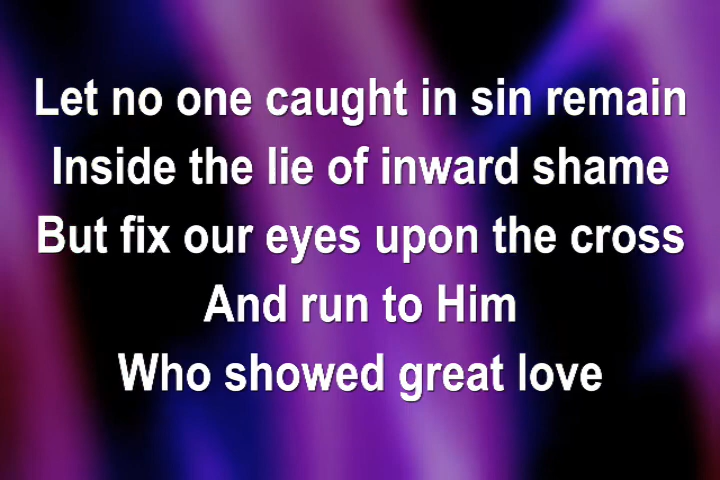 Let no one caught in sin remain
Inside the lie of inward shame
But fix our eyes upon the cross
And run to Him
Who showed great love